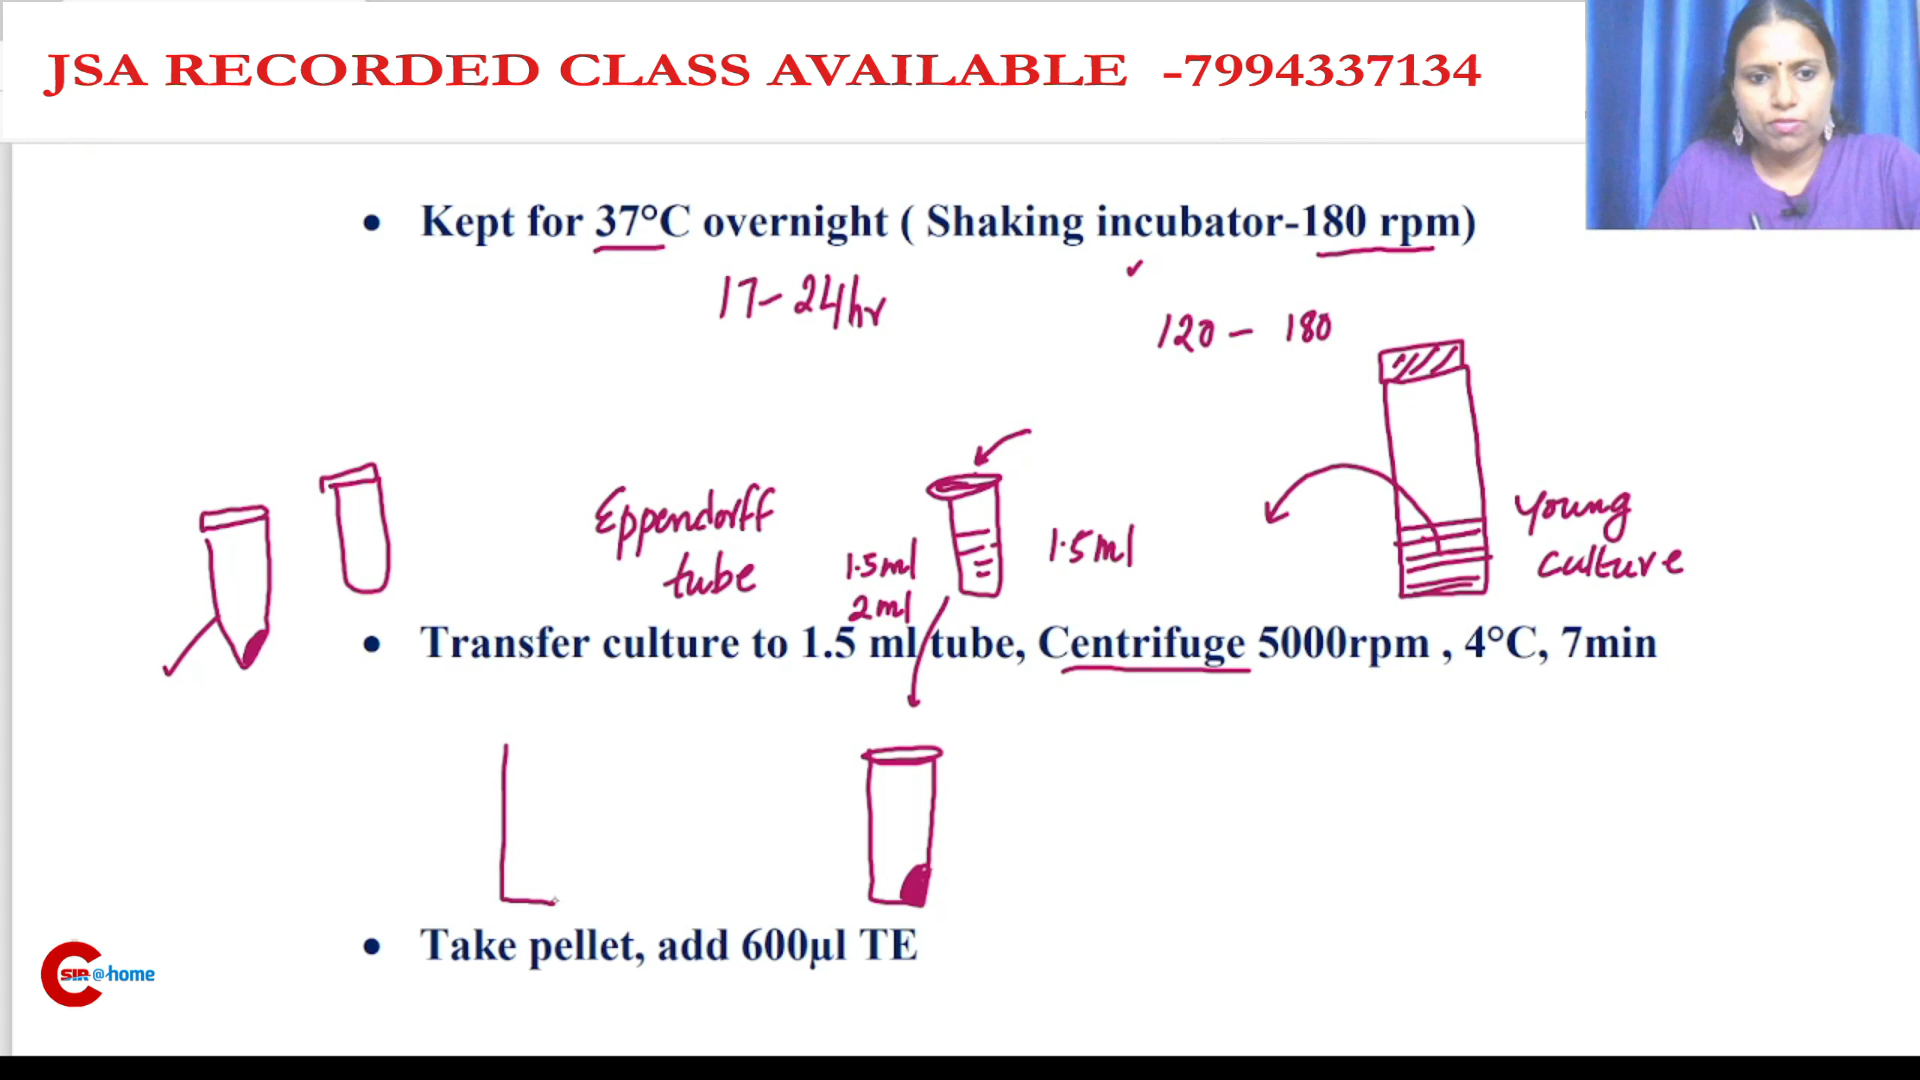 JSA RECORDED CLASS AVAILABLE -7994337134
• Kept for 37°C overnight ( Shaking incubator-180 rpm)
17-24hr
120 - 180
Eppendorff
tube
1.5ml
2ml
1.5ml
Young
culture
• Transfer culture to 1.5 ml tube, Centrifuge 5000rpm , 4°C, 7min
• Take pellet, add 600µl TE
CSIR@home